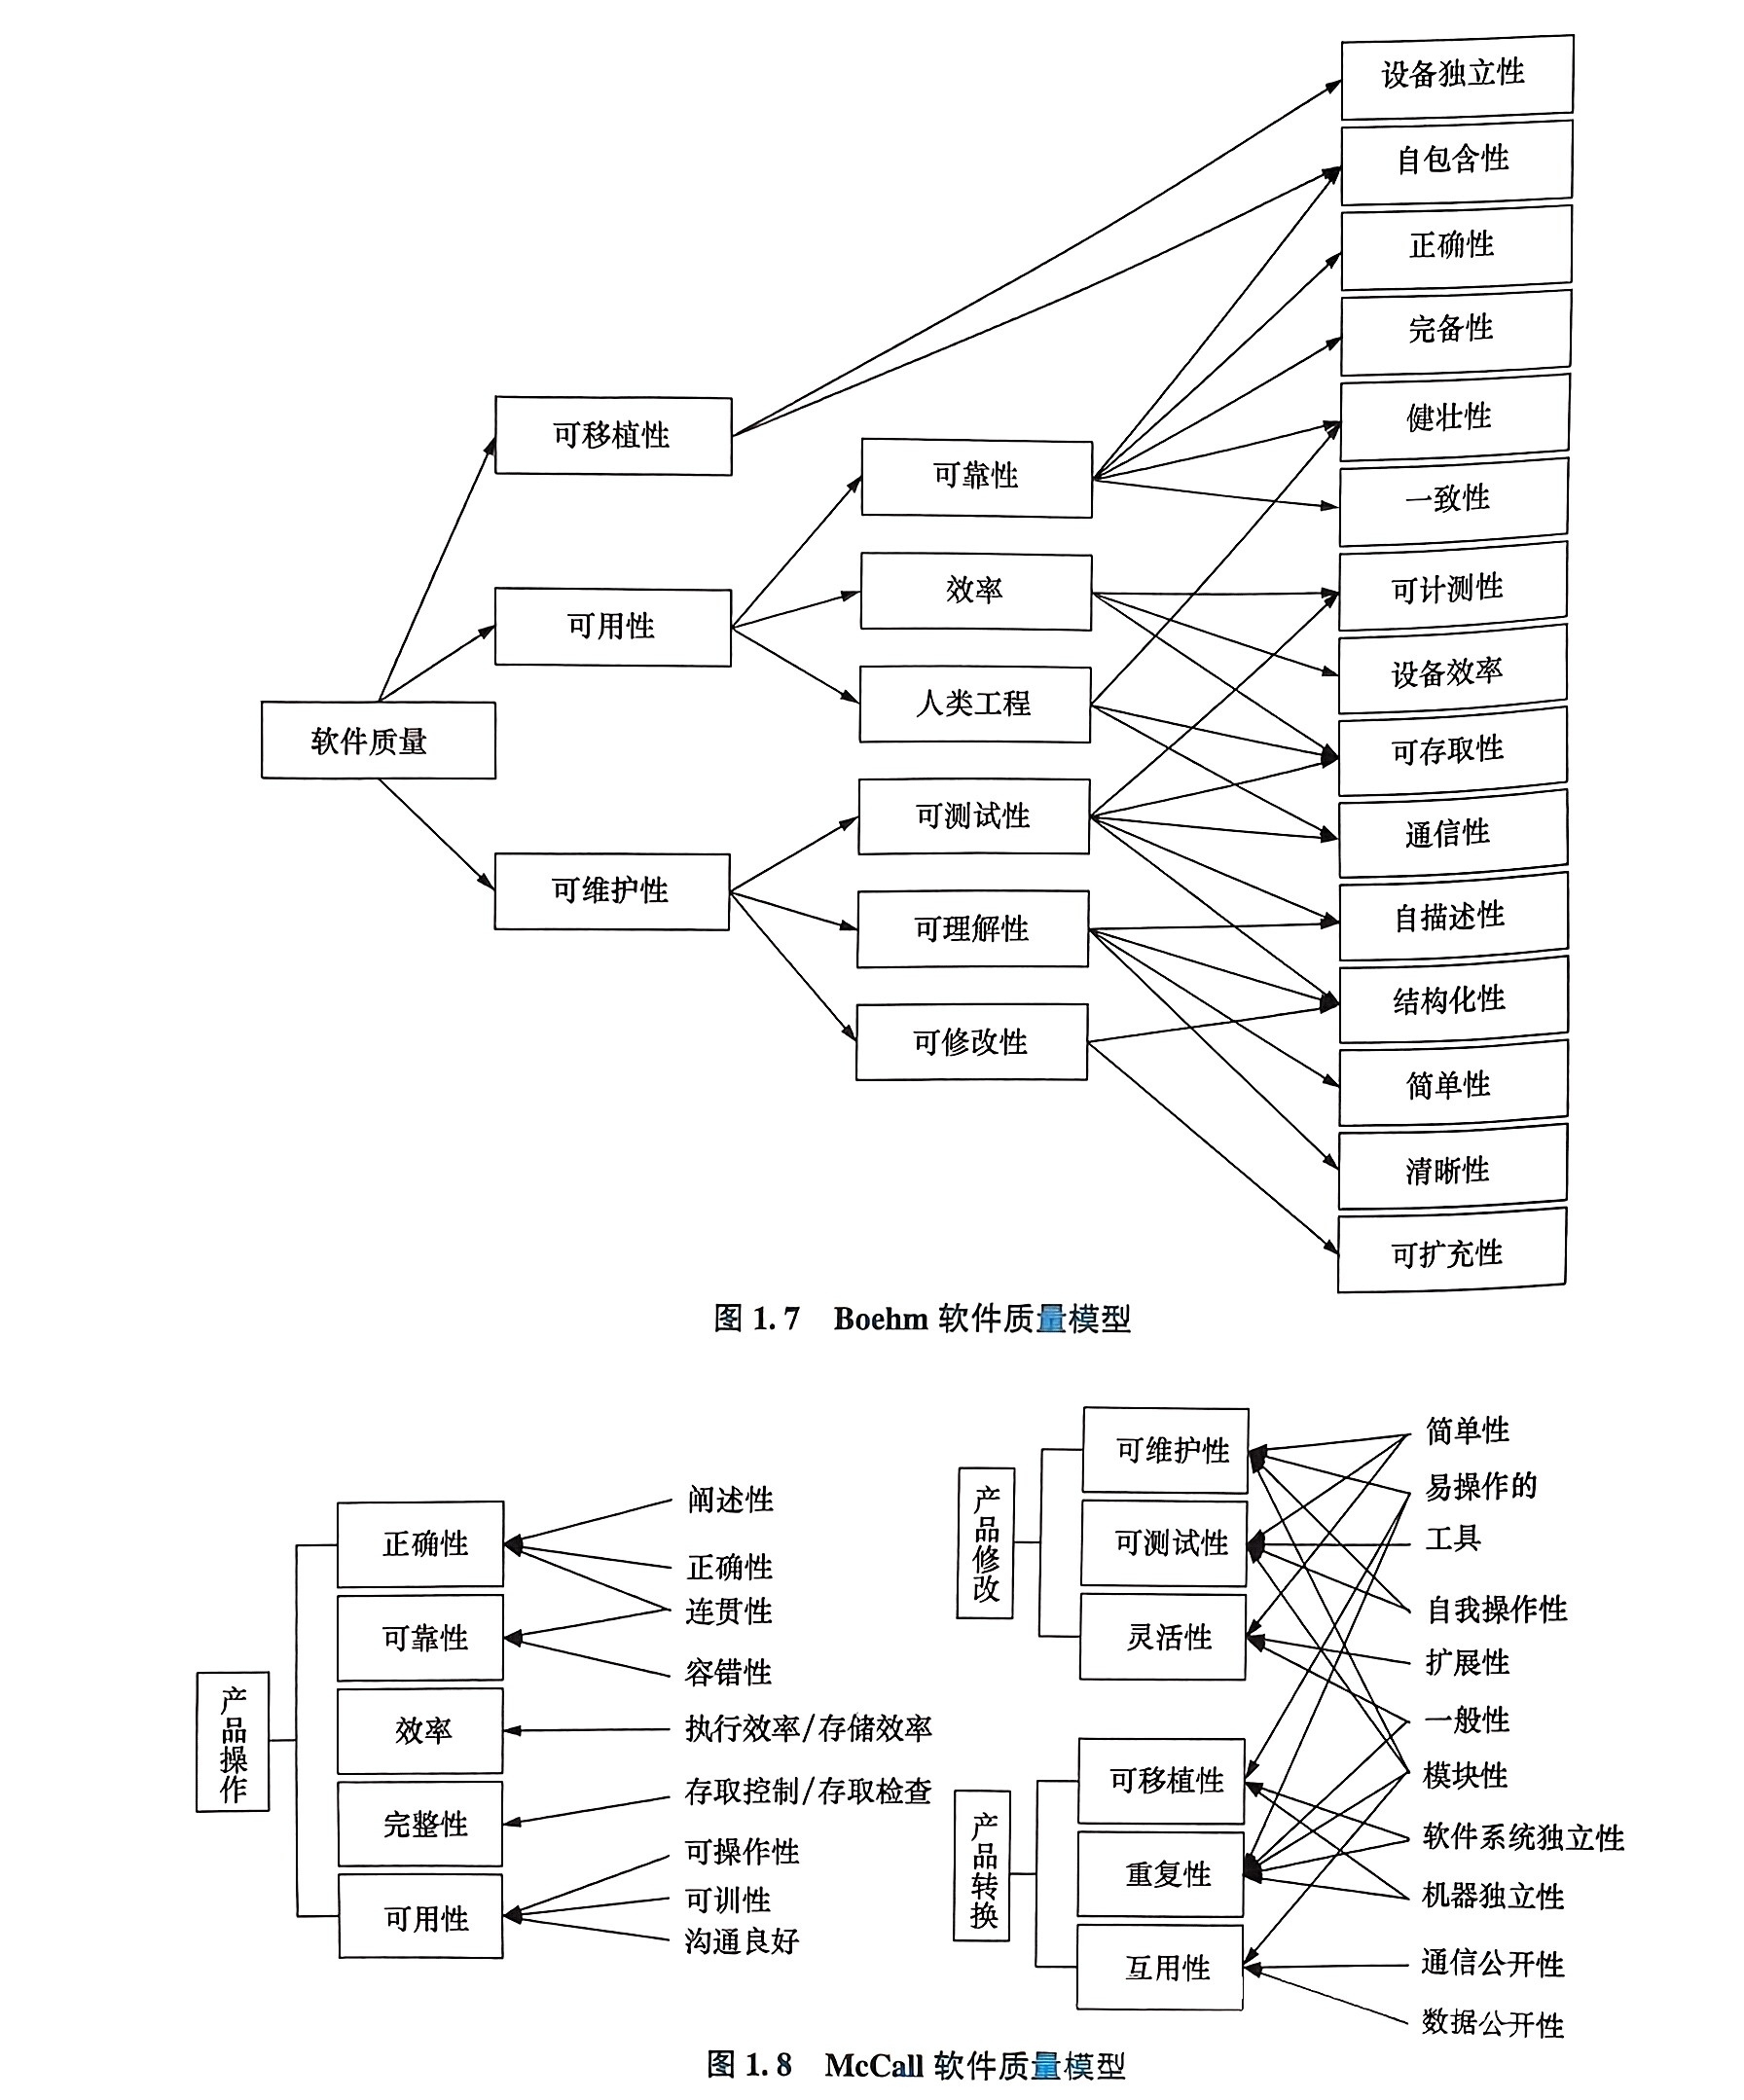 设备独立性
自包含性
正确性
完备性
健壮性
一致性
可计测性
设备效率
可存取性
通信性
自描述性
结构化性
简单性
清晰性
可扩充性
可移植性
可用性
可维护性
软件质量
可靠性
效率
人类工程
可测试性
可理解性
可修改性
图 1.7 Boehm 软件质量模型
产品操作
正确性
可靠性
效率
完整性
可用性
阐述性
正确性
连贯性
容错性
执行效率/存储效率
存取控制/存取检查
可操作性
可训性
沟通良好
产品修改
可维护性
可测试性
灵活性
产品转换
可移植性
重复性
互用性
简单性
易操作的
工具
自我操作性
扩展性
一般性
模块性
软件系统独立性
机器独立性
通信公开性
数据公开性
图 1.8 McCall 软件质量模型